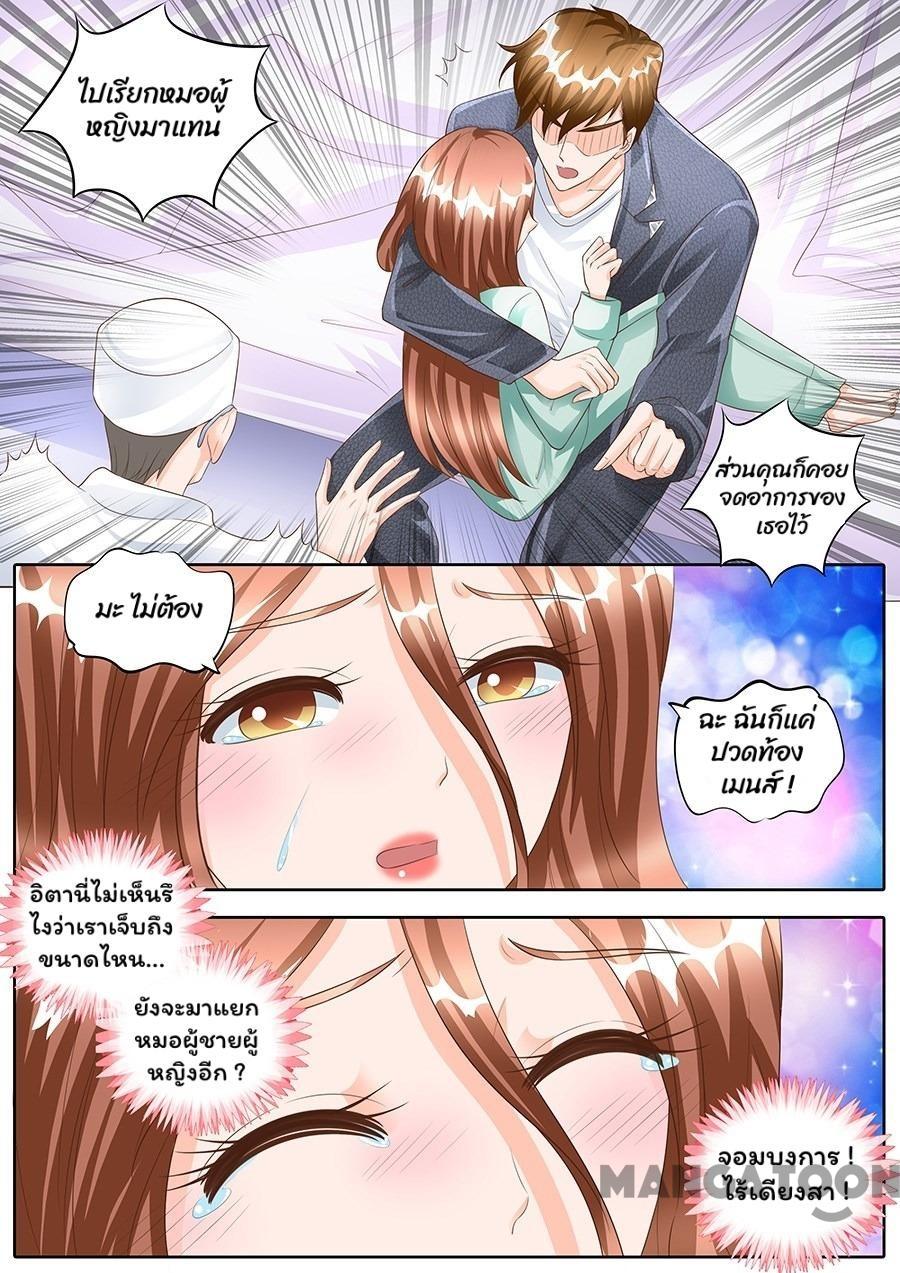 ไปเรียกหมอผู้
หญิงมาแทน
ส่วนคุณก็คอย
จดอาการของ
เธอไว้
มะ ไม่ต้อง
ฉะ ฉันก็แค่
ปวดท้อง
เมนส์ !
อิตานี่ไม่เห็นรึ
ไงว่าเราเจ็บถึง
ขนาดไหน...
ยังจะมาแยก
หมอผู้ชายผู้
หญิงอีก ?
จอมบงการ !
ไร้เดียงสา !
MANGATOON